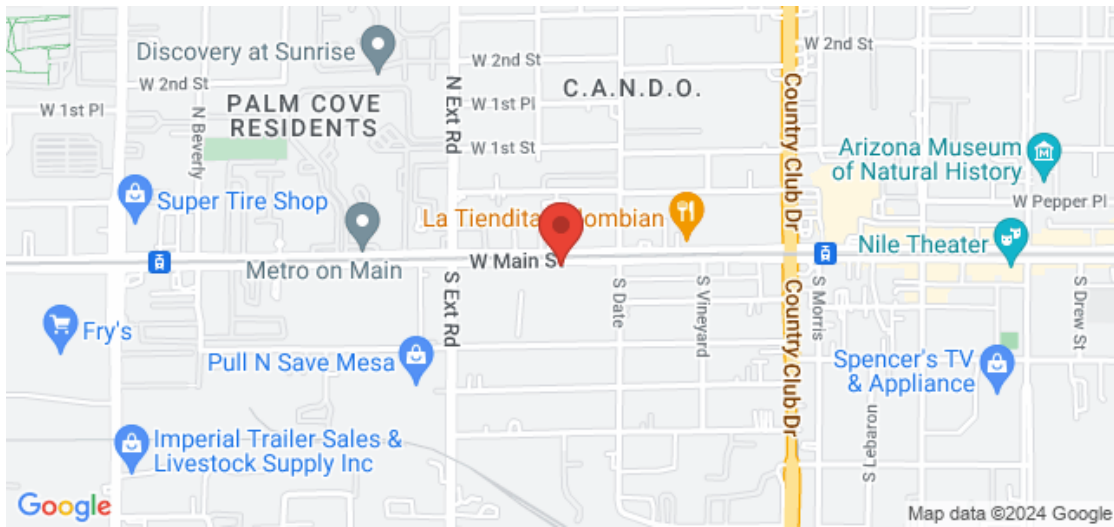 Discovery at Sunrise
W 2nd St
W 2nd St
W 2nd St
W 1st Pl
N Beverly
PALM COVE
RESIDENTS
N Ext Rd
W 1st Pl
C.A.N.D.O.
W 1st St
Country Club Dr
Arizona Museum
of Natural History
W Pepper Pl
Super Tire Shop
La Tiendita
ombian
Nile Theater
Metro on Main
W Main St
S Ext Rd
S Date
S Vineyard
Country Club Dr
S Morris
S Drew St
Fry's
Pull N Save Mesa
Spencer's TV
& Appliance
Imperial Trailer Sales &
Livestock Supply Inc
S Lebaron
Google
Map data ©2024 Google